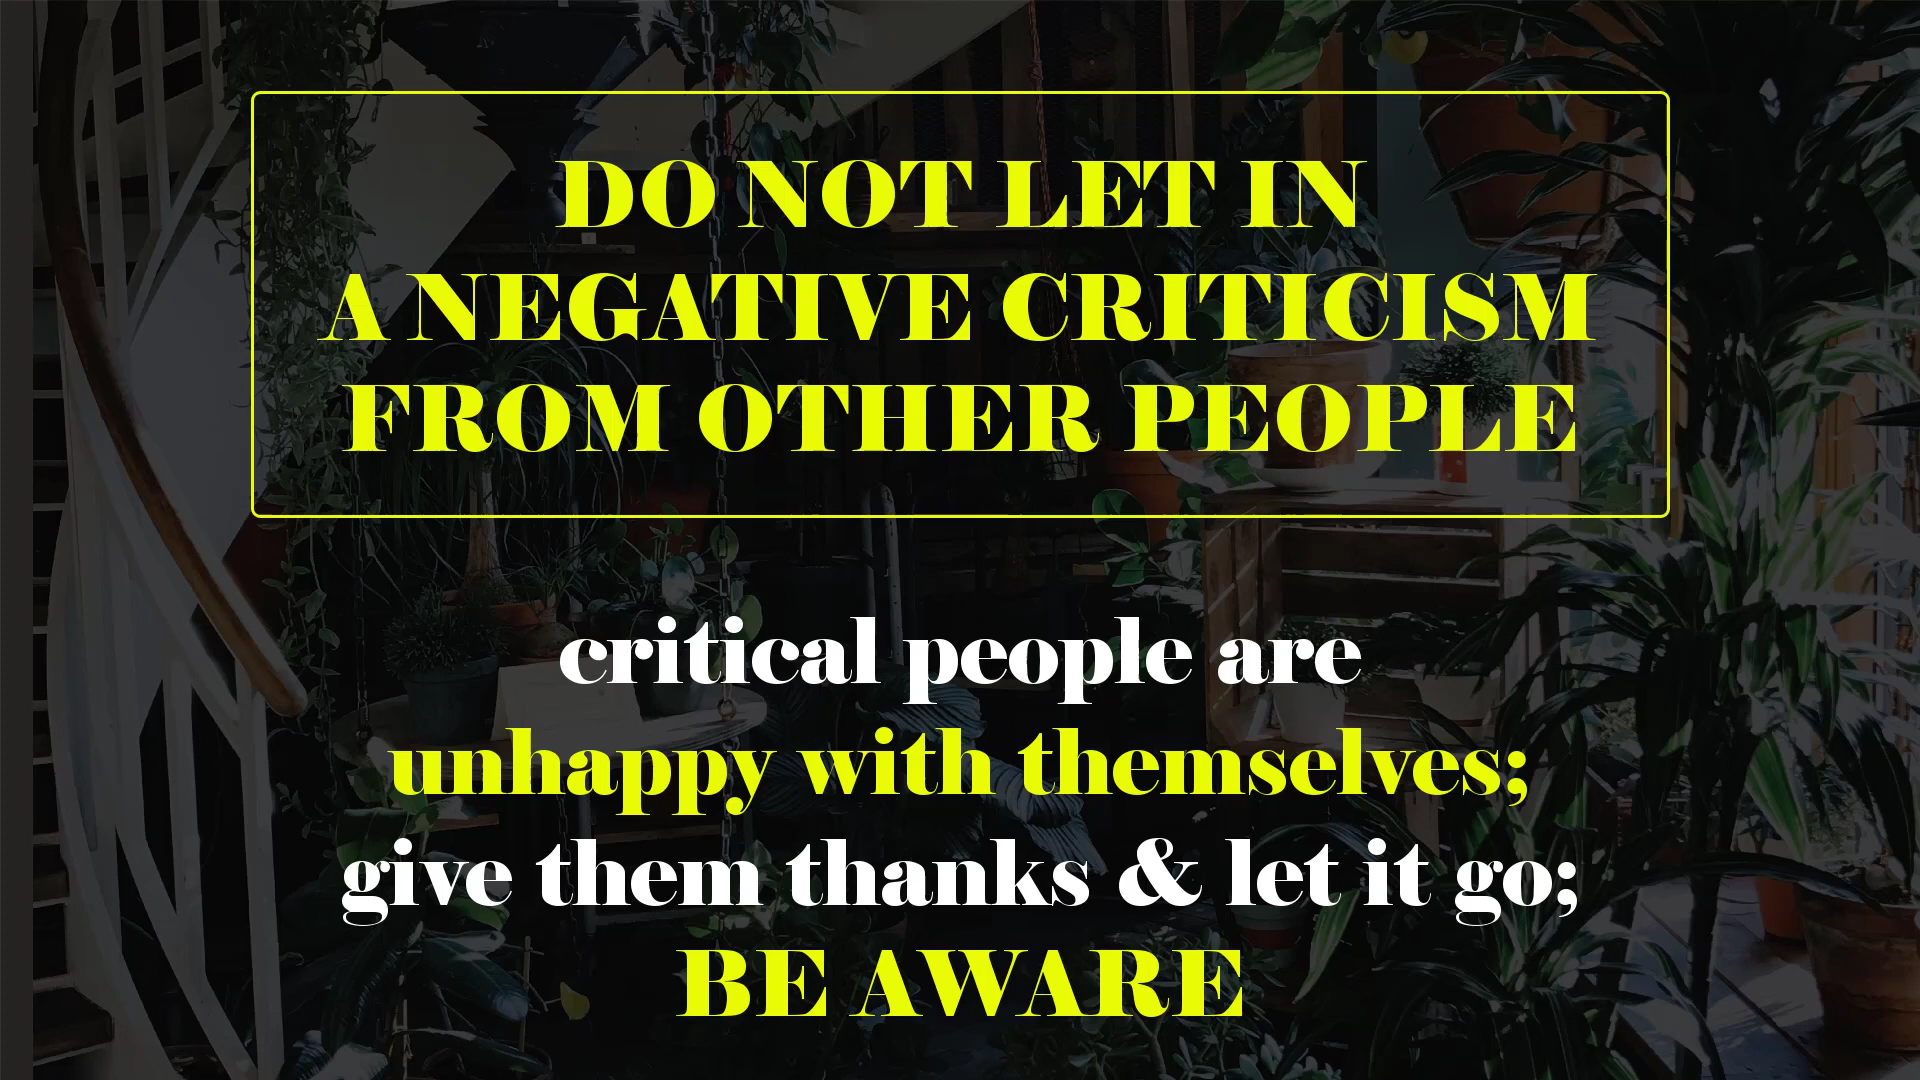 DO NOT LET IN
A NEGATIVE CRITICISM
FROM OTHER PEOPLE
critical people are
unhappy with themselves;
give them thanks & let it go;
BE AWARE